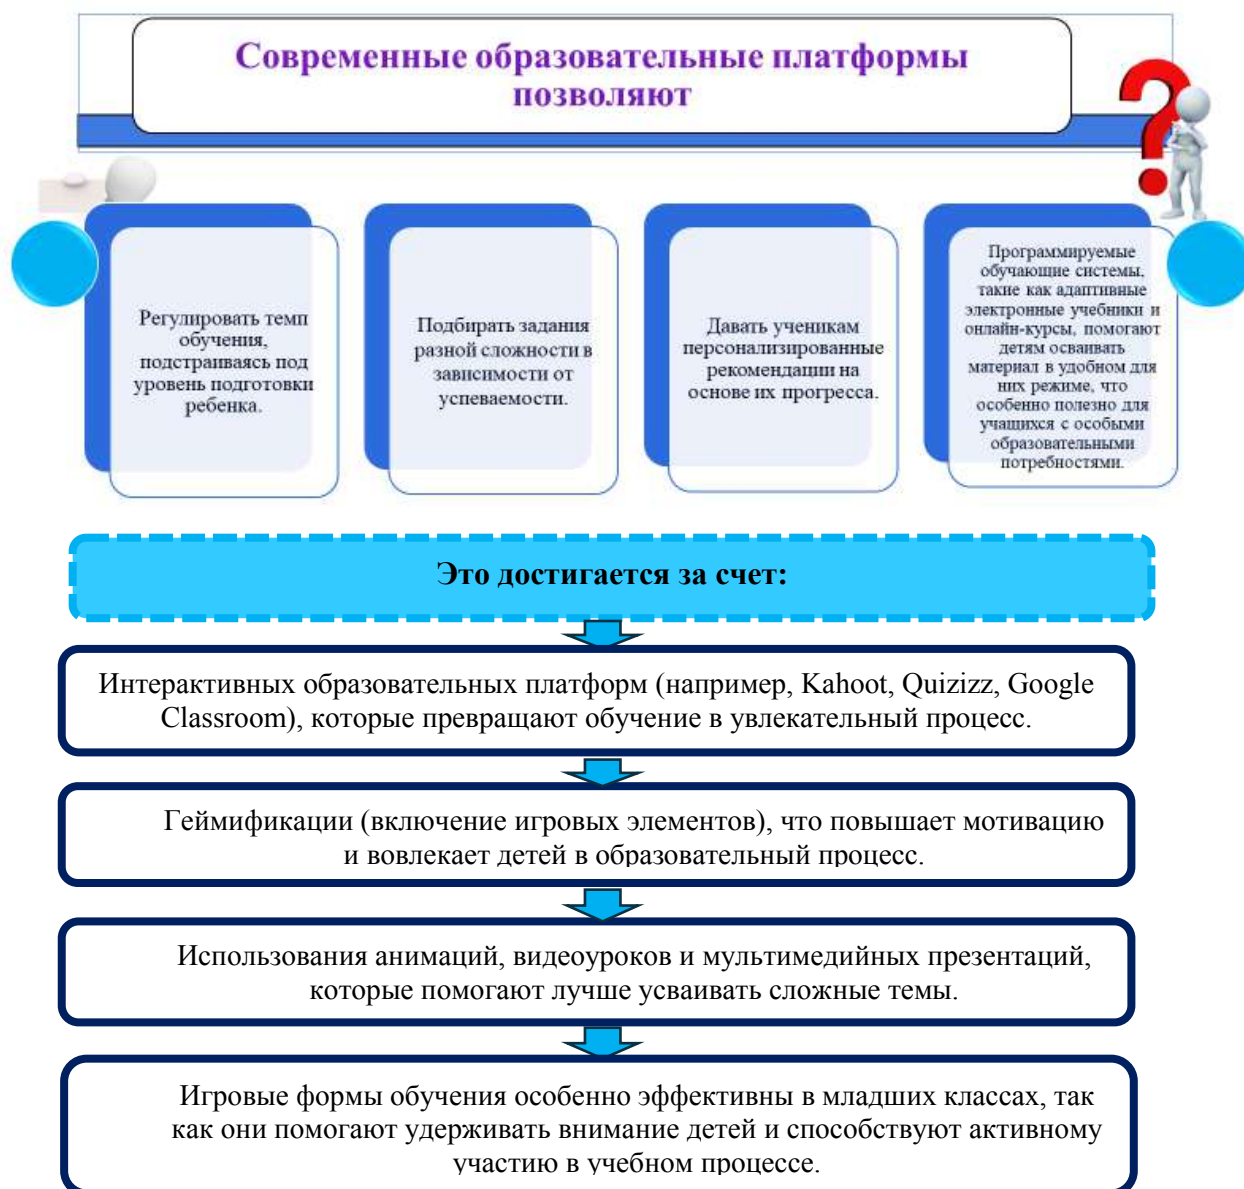 Современные образовательные платформы
позволяют
Регулировать темп
обучения,
подстраиваясь под
уровень подготовки
ребенка.
Подбирать задания
разной сложности в
зависимости от
успеваемости.
Давать ученикам
персонализированные
рекомендации на
основе их прогресса.
Программируемые
обучающие системы,
такие как адаптивные
электронные учебники и
онлайн-курсы, помогают
детям осваивать
материал в удобном для
них режиме, что
особенно полезно для
учащихся с особыми
образовательными
потребностями.
Это достигается за счет:
Интерактивных образовательных платформ (например, Kahoot, Quizizz, Google
Classroom), которые превращают обучение в увлекательный процесс.
Геймификации (включение игровых элементов), что повышает мотивацию
и вовлекает детей в образовательный процесс.
Использования анимаций, видеоуроков и мультимедийных презентаций,
которые помогают лучше усваивать сложные темы.
Игровые формы обучения особенно эффективны в младших классах, так
как они помогают удерживать внимание детей и способствуют активному
участию в учебном процессе.